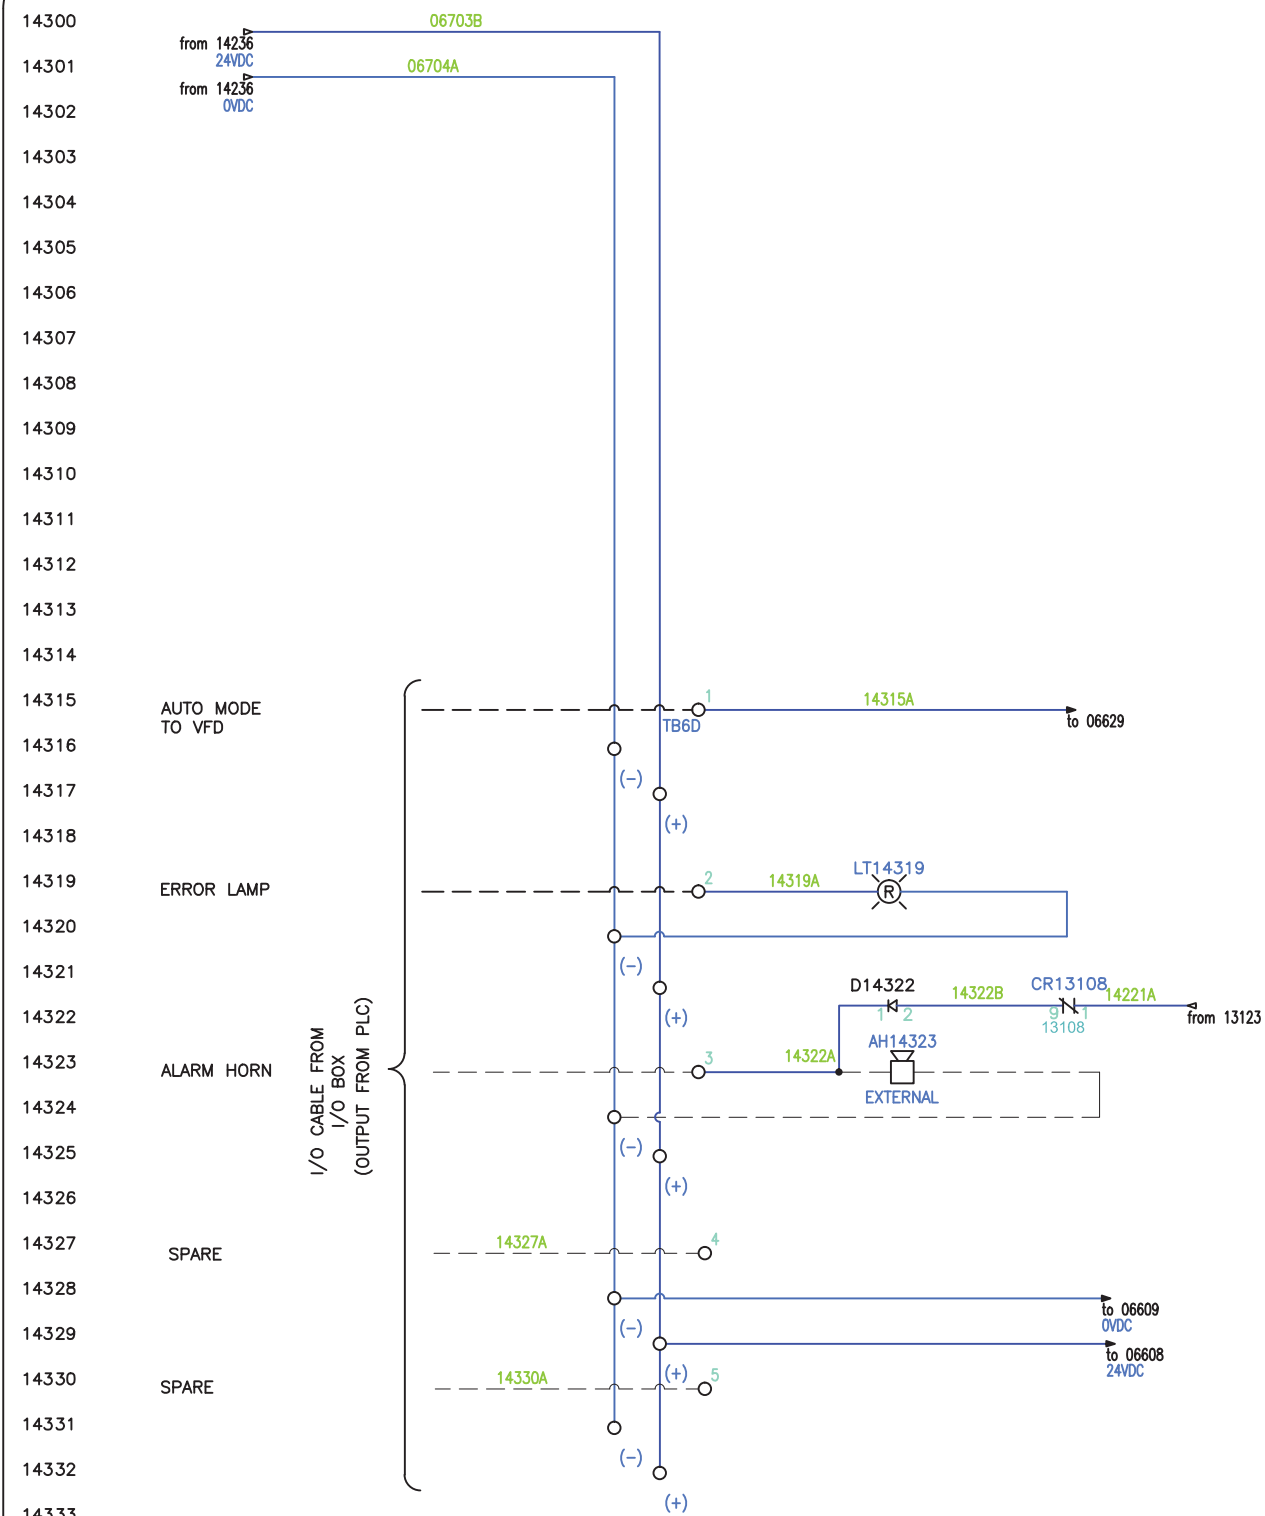 14300
06703B
from 14236
24VDC
14301
06704A
from 14236
0VDC
14302
14303
14304
14305
14306
14307
14308
14309
14310
14311
14312
14313
14314
14315
AUTO MODE
TO VFD
1
TB6D
14315A
to 06629
14316
(-)
14317
(+)
14318
14319
ERROR LAMP
2
14319A
LT14319
R
14320
(-)
14321
(+)
D14322
1 2
14322B
CR13108
9 1
13108
14221A
from 13123
14322
14323
ALARM HORN
3
14322A
AH14323
EXTERNAL
I/O CABLE FROM
I/O BOX
(OUTPUT FROM PLC)
14324
(-)
14325
(+)
14326
14327
SPARE
14327A
4
14328
to 06609
0VDC
(-)
14329
to 06608
24VDC
(+)
14330
SPARE
14330A
5
14331
(-)
14332
(+)
14333